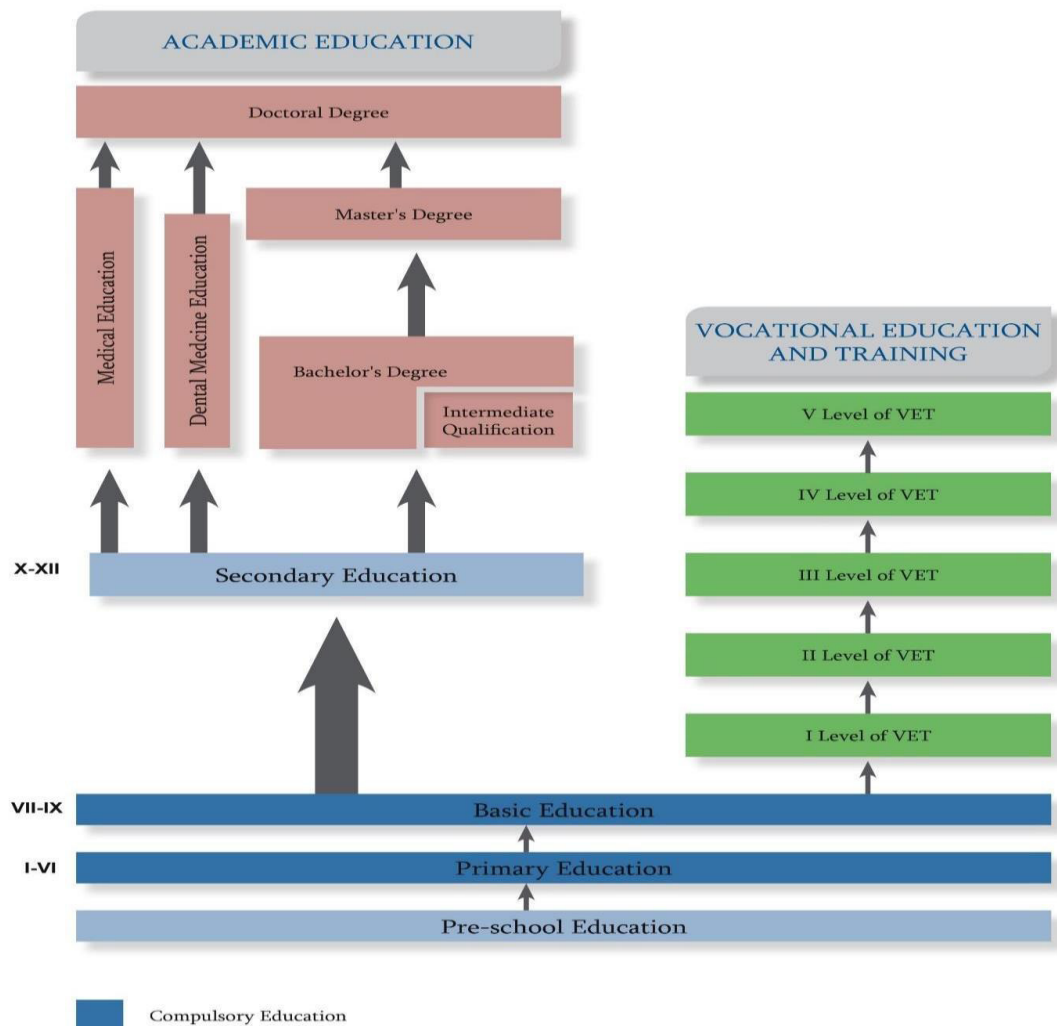 ACADEMIC EDUCATION
Doctoral Degree
Master's Degree
Medical Education
Dental Medcine Education
Bachelor's Degree
Intermediate
Qualification
VOCATIONAL EDUCATION
AND TRAINING
V Level of VET
IV Level of VET
X-XII
Secondary Education
III Level of VET
II Level of VET
I Level of VET
VII-IX
Basic Education
I-VI
Primary Education
Pre-school Education
Compulsory Education